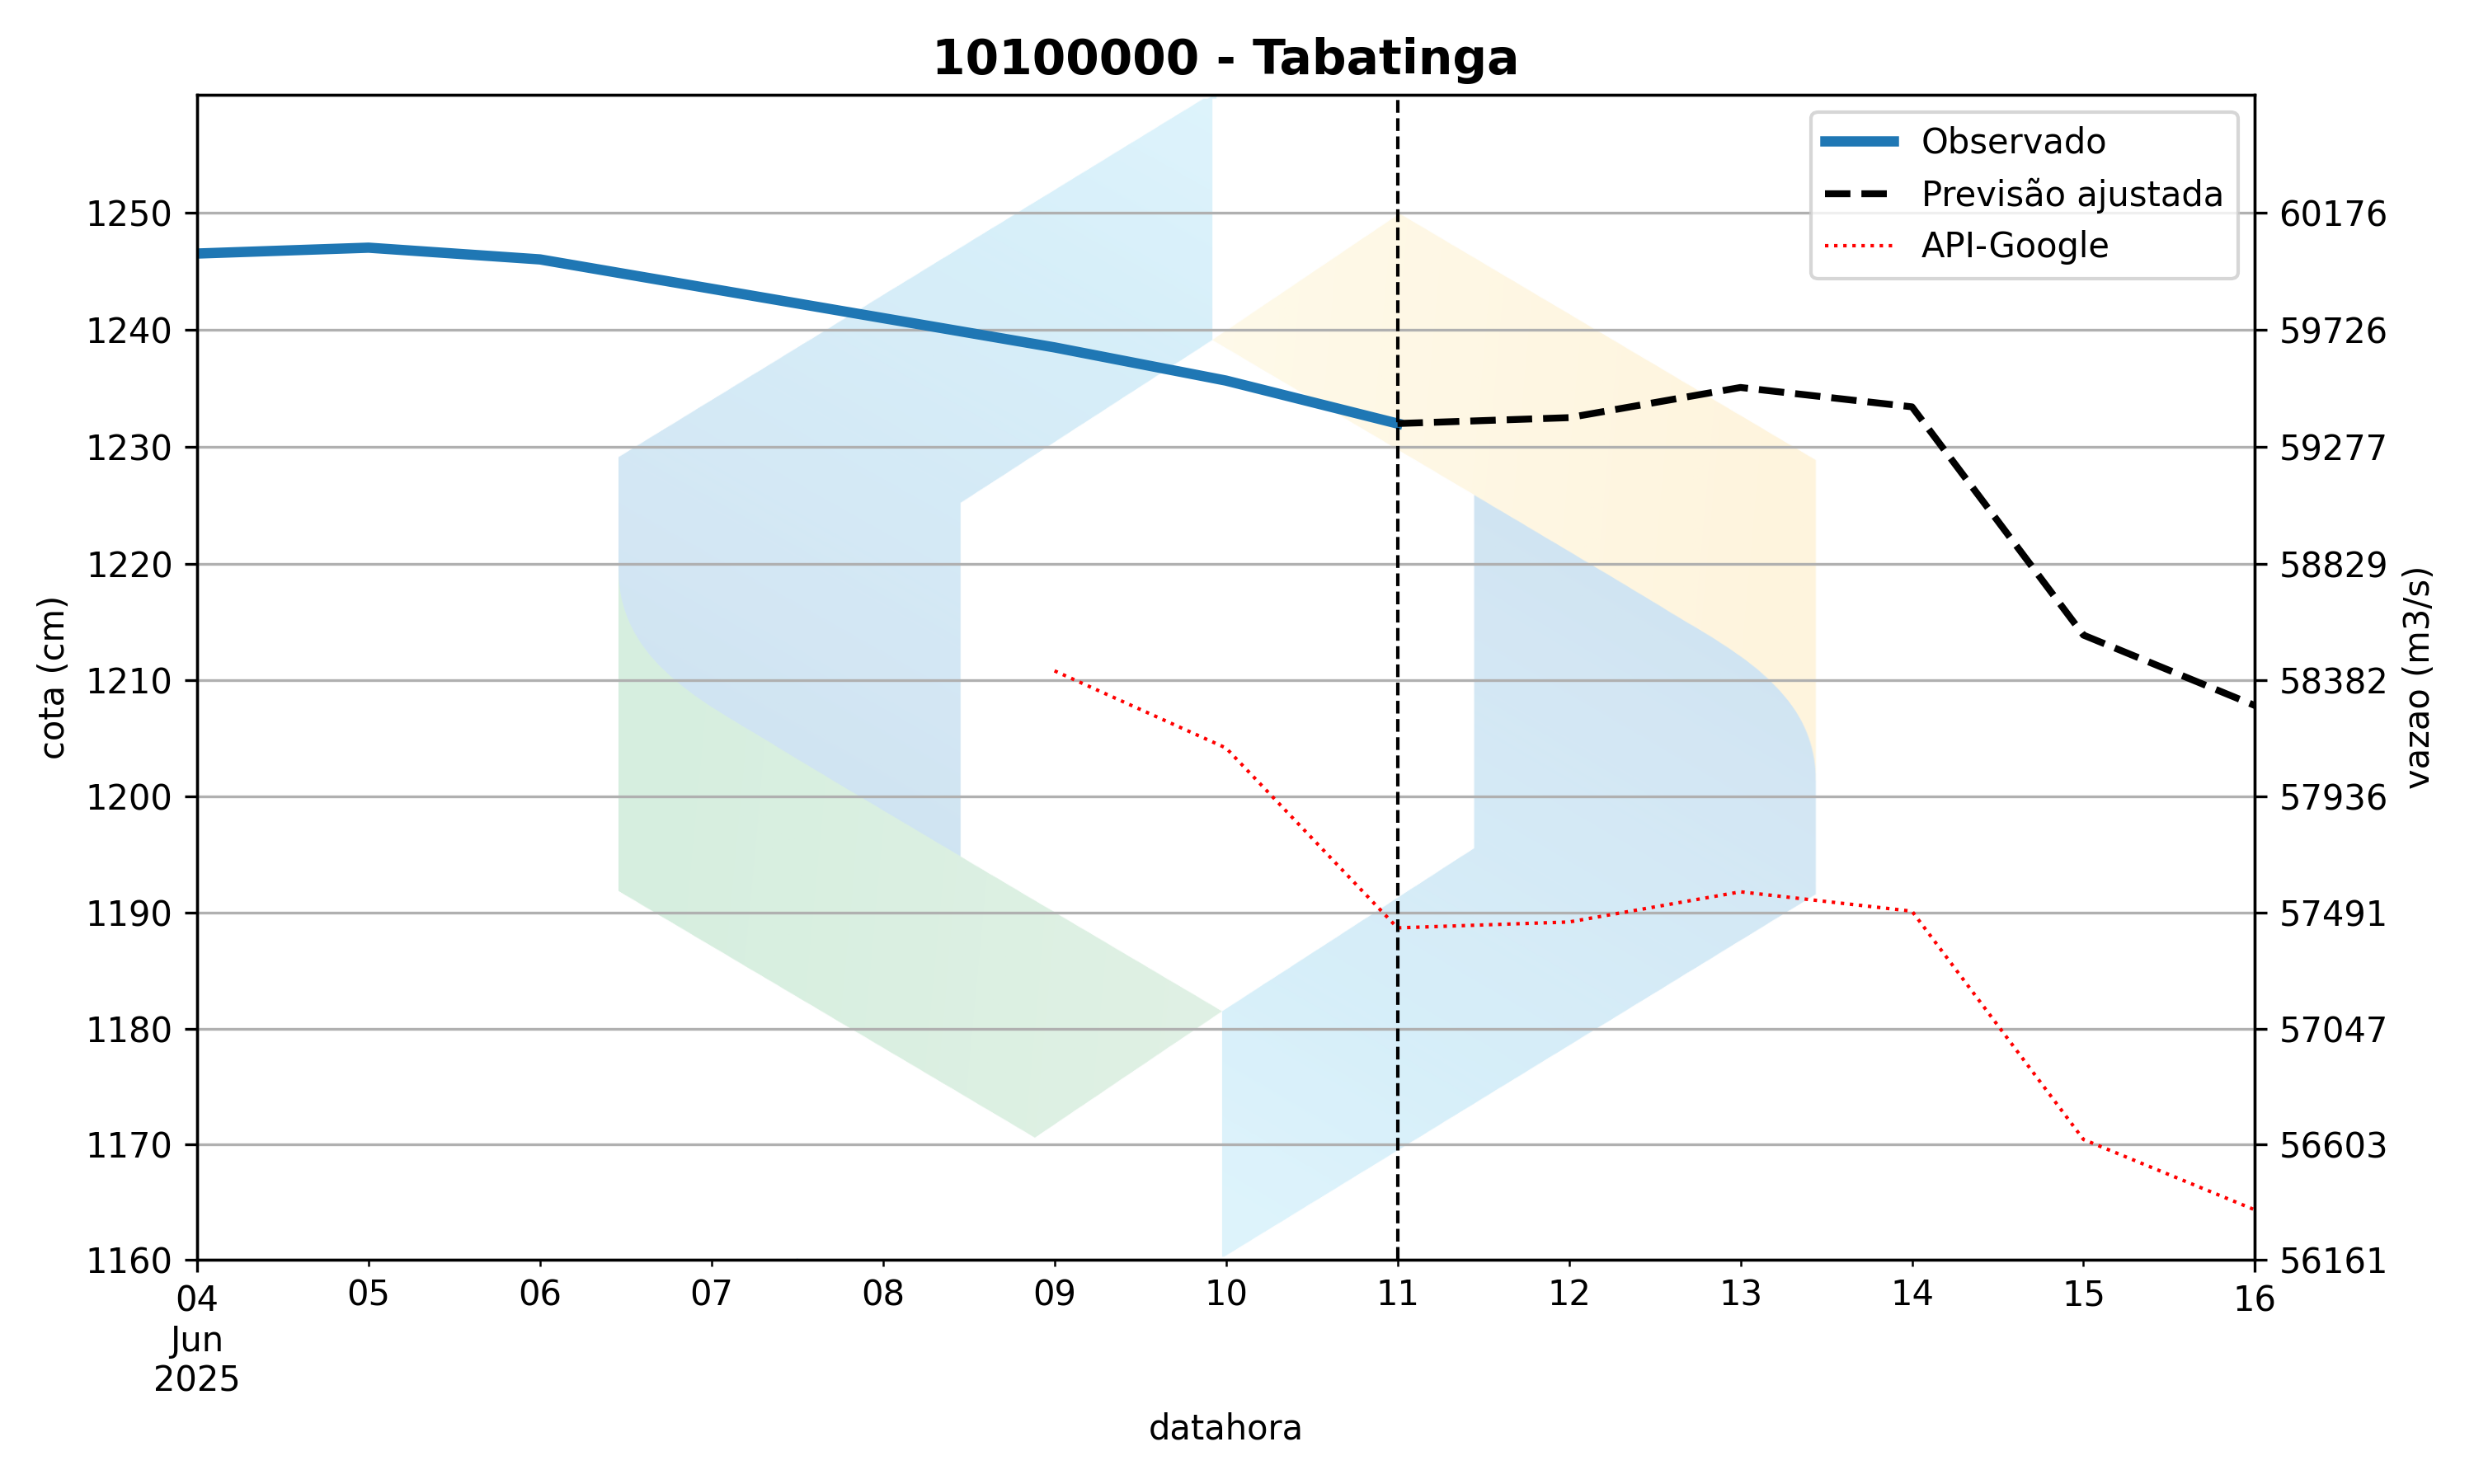 10100000 - Tabatinga
Observado
Previsão ajustada
API-Google
1250
1240
1230
1220
1210
1200
1190
1180
1170
1160
cota (cm)
60176
59726
59277
58829
58382
57936
57491
57047
56603
56161
vazao (m3/s)
04 05 06 07 08 09 10 11 12 13 14 15 16
Jun
2025
datahora